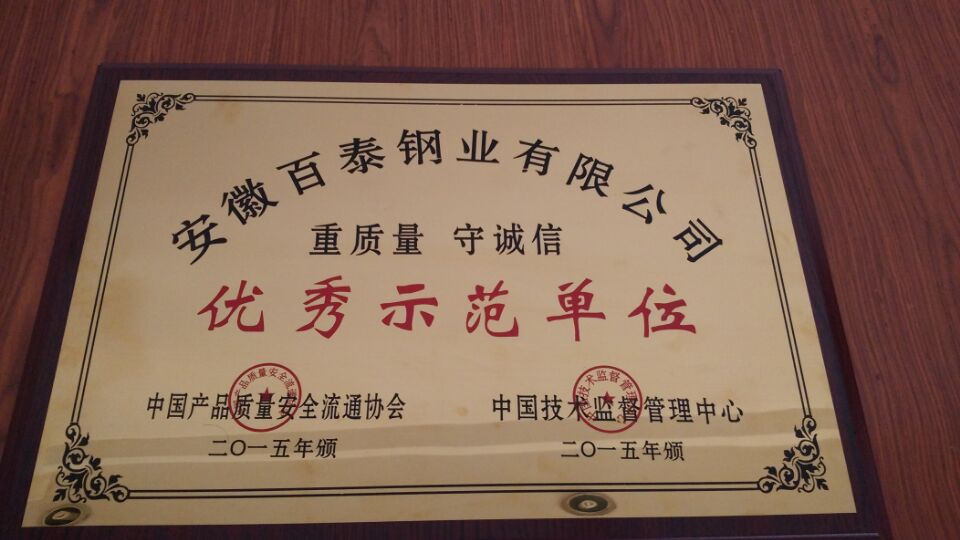 安徽百泰钢业有限公司
重质量 守诚信
优秀示范单位
中国产品质量安全流通协会
二〇一五年颁
中国技术监督管理中心
二〇一五年颁